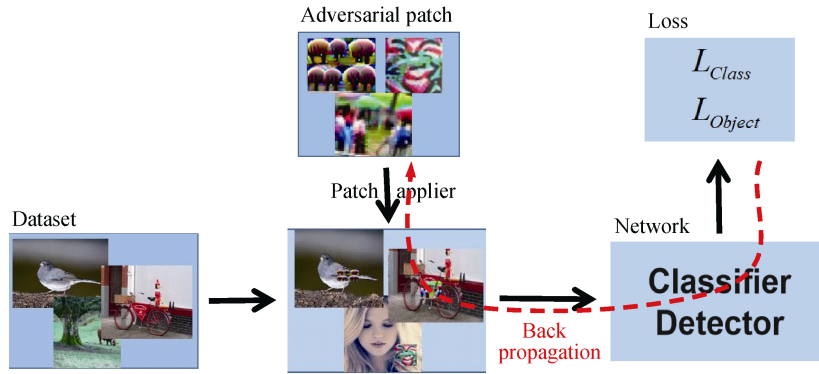 Adversarial patch
Loss
L_Class
L_Object
Patch applier
Dataset
Network
Classifier
Detector
Back
propagation